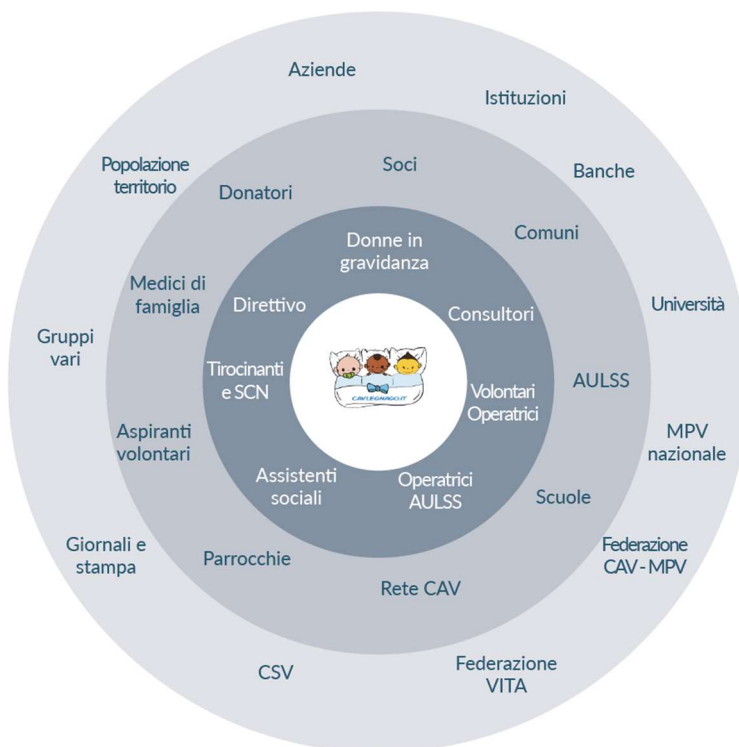 Aziende
Istituzioni
Popolazione
territorio
Soci
Banche
Donatori
Comuni
Donne in
gravidanza
Medici di
famiglia
Direttivo
Consultori
Università
Gruppi
vari
Tirocinanti
e SCN
CAVLEGNAGO.IT
Volontari
Operatrici
AULSS
Aspiranti
volontari
MPV
nazionale
Assistenti
sociali
Operatrici
AULSS
Scuole
Giornali e
stampa
Parrocchie
Federazione
CAV - MPV
Rete CAV
CSV
Federazione
VITA